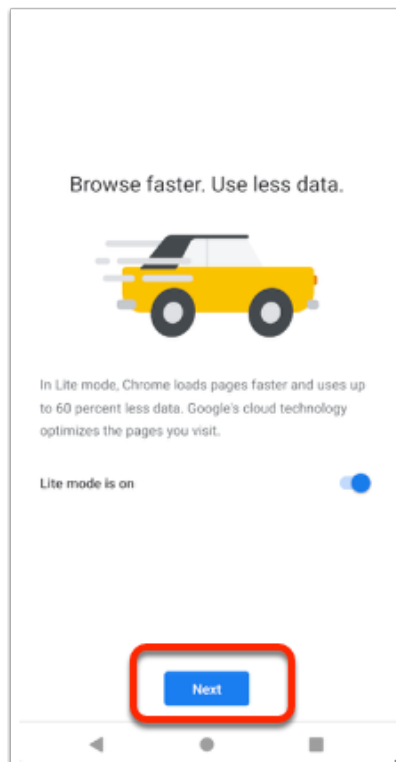 Browse faster. Use less data.
In Lite mode, Chrome loads pages faster and uses up
to 60 percent less data. Google's cloud technology
optimizes the pages you visit.
Lite mode is on
Next